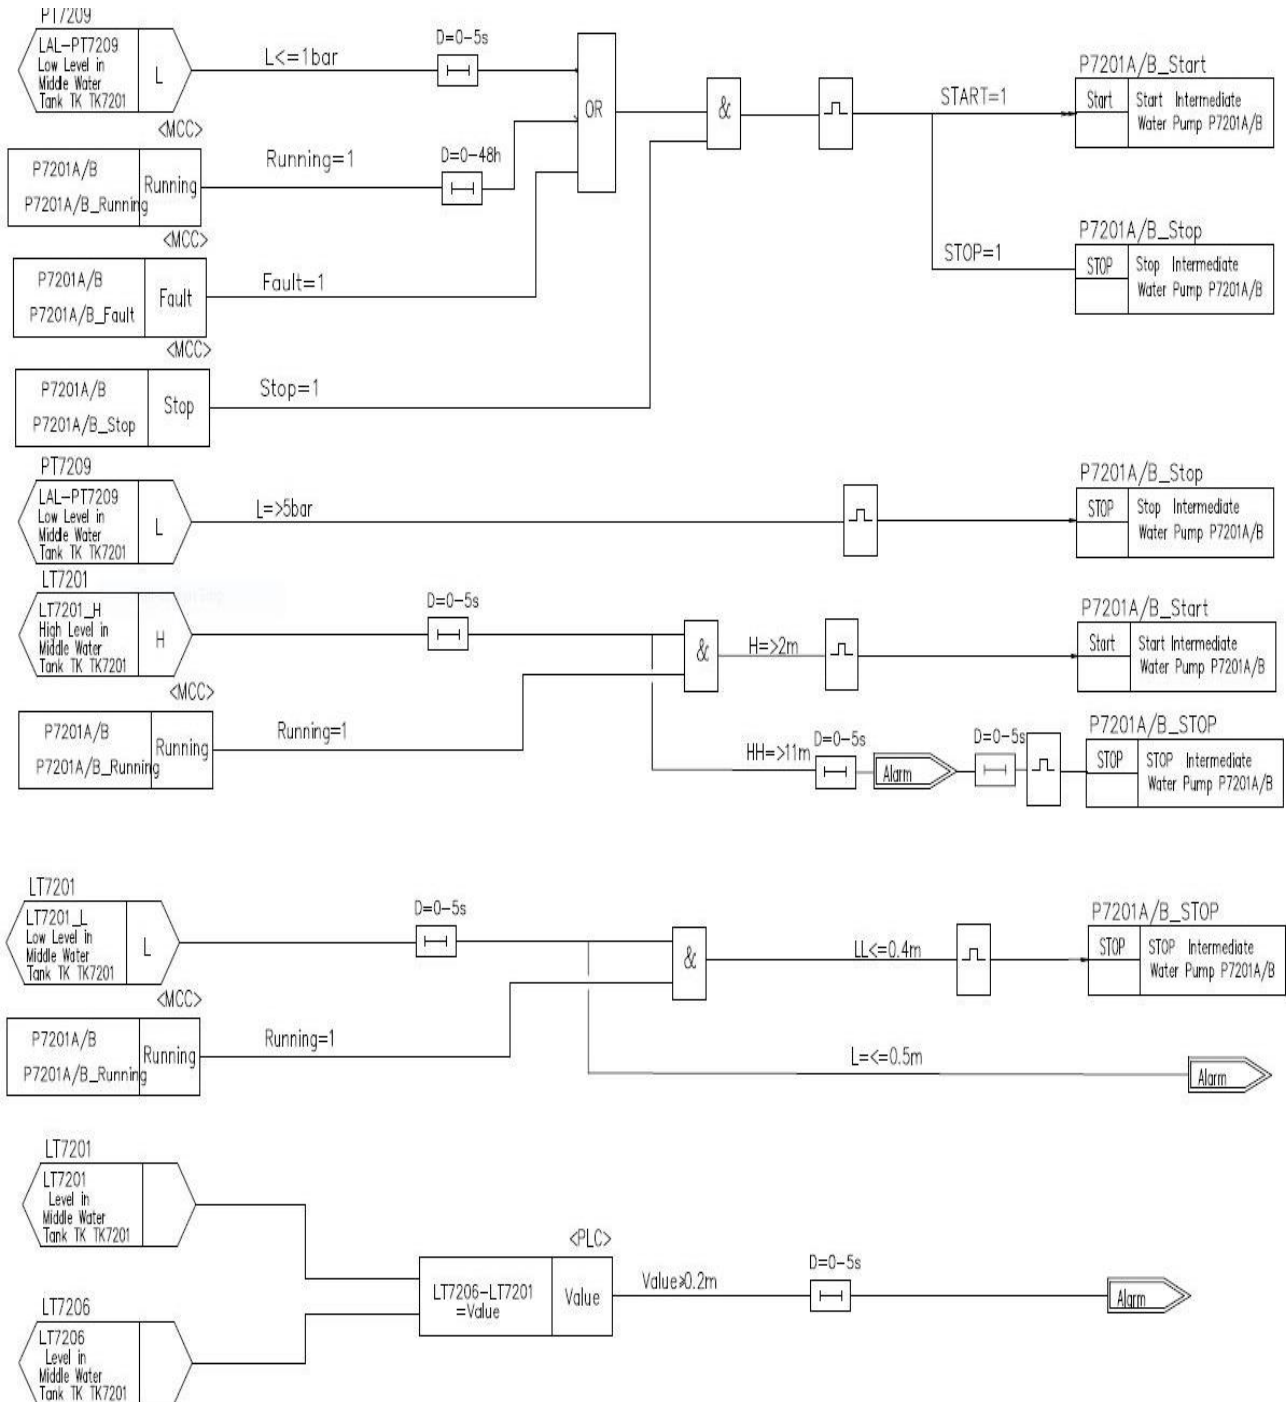 PT7209
LAL-PT7209
Low Level in
Middle Water
Tank TK TK7201
L
L<=1bar
D=0-5s
OR
&
START=1
P7201A/B_Start
Start
Start Intermediate
Water Pump P7201A/B
<MCC>
P7201A/B
P7201A/B_Running
Running
Running=1
D=0-48h
<MCC>
P7201A/B
P7201A/B_Fault
Fault
Fault=1
STOP=1
P7201A/B_Stop
STOP
Stop Intermediate
Water Pump P7201A/B
<MCC>
P7201A/B
P7201A/B_Stop
Stop
Stop=1
PT7209
LAL-PT7209
Low Level in
Middle Water
Tank TK TK7201
L
L=>5bar
P7201A/B_Stop
STOP
Stop Intermediate
Water Pump P7201A/B
LT7201
LT7201_H
High Level in
Middle Water
Tank TK TK7201
H
D=0-5s
&
H=>2m
P7201A/B_Start
Start
Start Intermediate
Water Pump P7201A/B
<MCC>
P7201A/B
P7201A/B_Running
Running
Running=1
HH=>11m
D=0-5s
Alarm
D=0-5s
P7201A/B_STOP
STOP
STOP Intermediate
Water Pump P7201A/B
LT7201
LT7201_L
Low Level in
Middle Water
Tank TK TK7201
L
D=0-5s
&
LL<=0.4m
P7201A/B_STOP
STOP
STOP Intermediate
Water Pump P7201A/B
<MCC>
P7201A/B
P7201A/B_Running
Running
Running=1
L=<=0.5m
Alarm
LT7201
LT7201
Level in
Middle Water
Tank TK TK7201
<PLC>
LT7206-LT7201
=Value
Value
Value≥0.2m
D=0-5s
Alarm
LT7206
LT7206
Level in
Middle Water
Tank TK TK7201